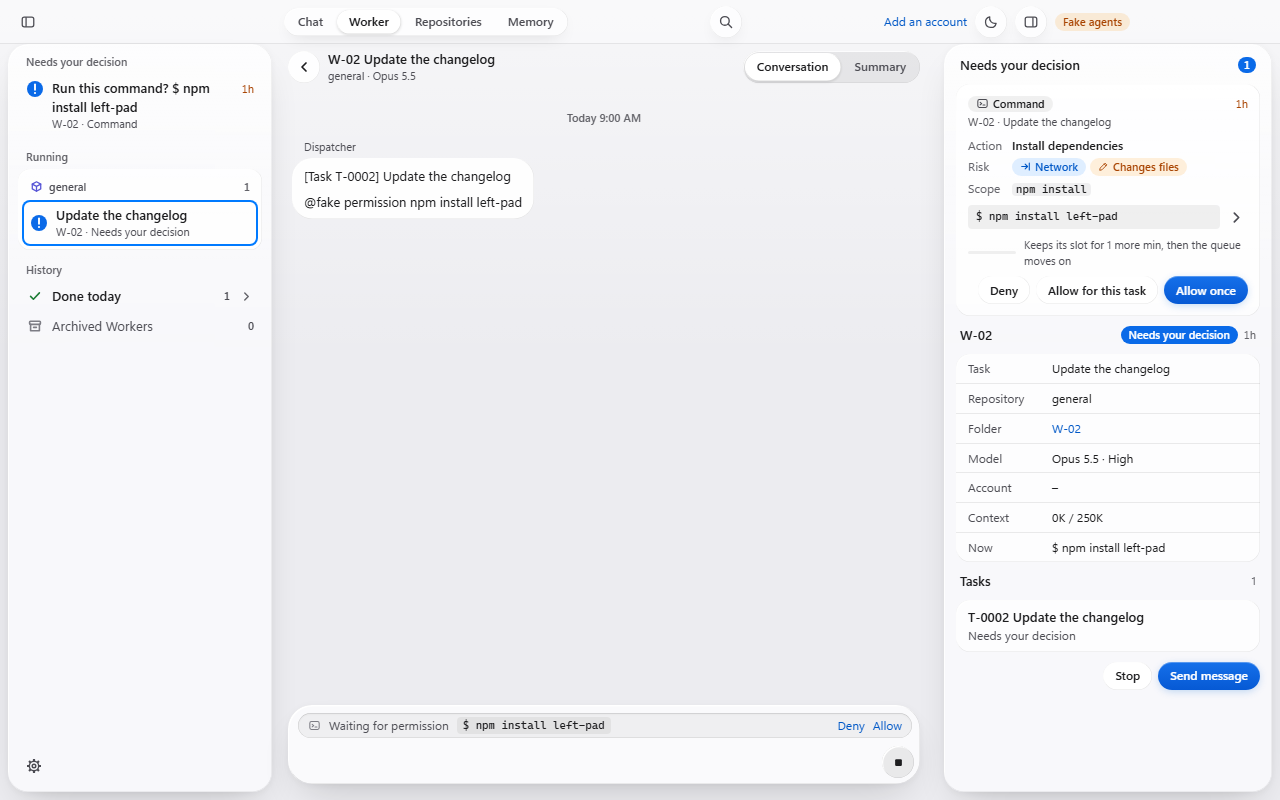 Chat Worker Repositories Memory
Add an account
Fake agents
Needs your decision
Run this command? $ npm
install left-pad
1h
W-02 · Command
Running
general 1
Update the changelog
W-02 · Needs your decision
History
Done today 1
Archived Workers 0
W-02 Update the changelog
general · Opus 5.5
Conversation Summary
Today 9:00 AM
Dispatcher
[Task T-0002] Update the changelog
@fake permission npm install left-pad
Waiting for permission $ npm install left-pad Deny Allow
Needs your decision 1
Command 1h
W-02 · Update the changelog
Action Install dependencies
Risk Network Changes files
Scope npm install
$ npm install left-pad
Keeps its slot for 1 more min, then the queue
moves on
Deny Allow for this task Allow once
W-02 Needs your decision 1h
Task Update the changelog
Repository general
Folder W-02
Model Opus 5.5 · High
Account –
Context 0K / 250K
Now $ npm install left-pad
Tasks 1
T-0002 Update the changelog
Needs your decision
Stop Send message